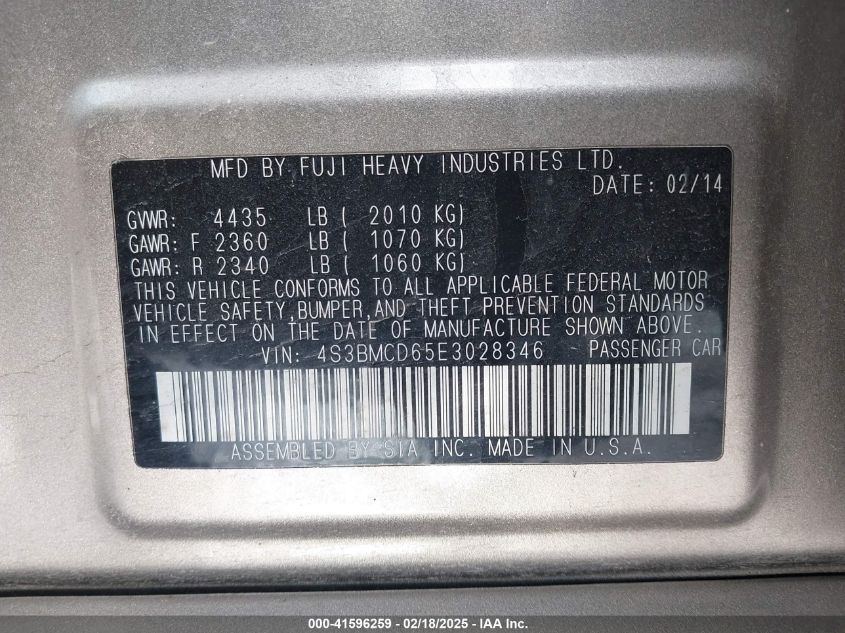 MFD BY FUJI HEAVY INDUSTRIES LTD.
DATE: 02/14
GVWR: 4435 LB ( 2010 KG)
GAWR: F 2360 LB ( 1070 KG)
GAWR: R 2340 LB ( 1060 KG)
THIS VEHICLE CONFORMS TO ALL APPLICABLE FEDERAL MOTOR
VEHICLE SAFETY,BUMPER,AND THEFT PREVENTION STANDARDS
IN EFFECT ON THE DATE OF MANUFACTURE SHOWN ABOVE.
VIN: 4S3BMCD65E3028346 PASSENGER CAR
ASSEMBLED BY SIA INC. MADE IN U.S.A.
000-41596259 - 02/18/2025 - IAA Inc.